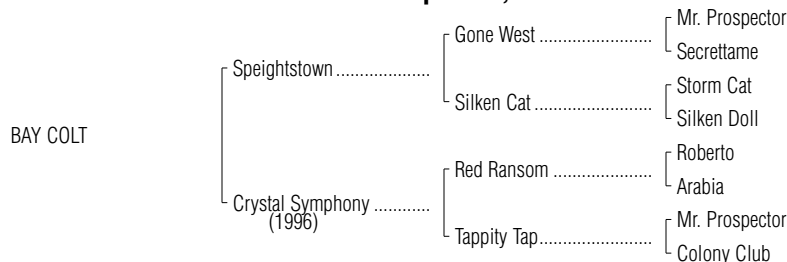 Mr. Prospector
Gone West ..................
Secrettame
Speightstown ....................
Storm Cat
Silken Cat ...................
Silken Doll
BAY COLT
Roberto
Red Ransom ...............
Arabia
Crystal Symphony ............
(1996)
Mr. Prospector
Tappity Tap.................
Colony Club